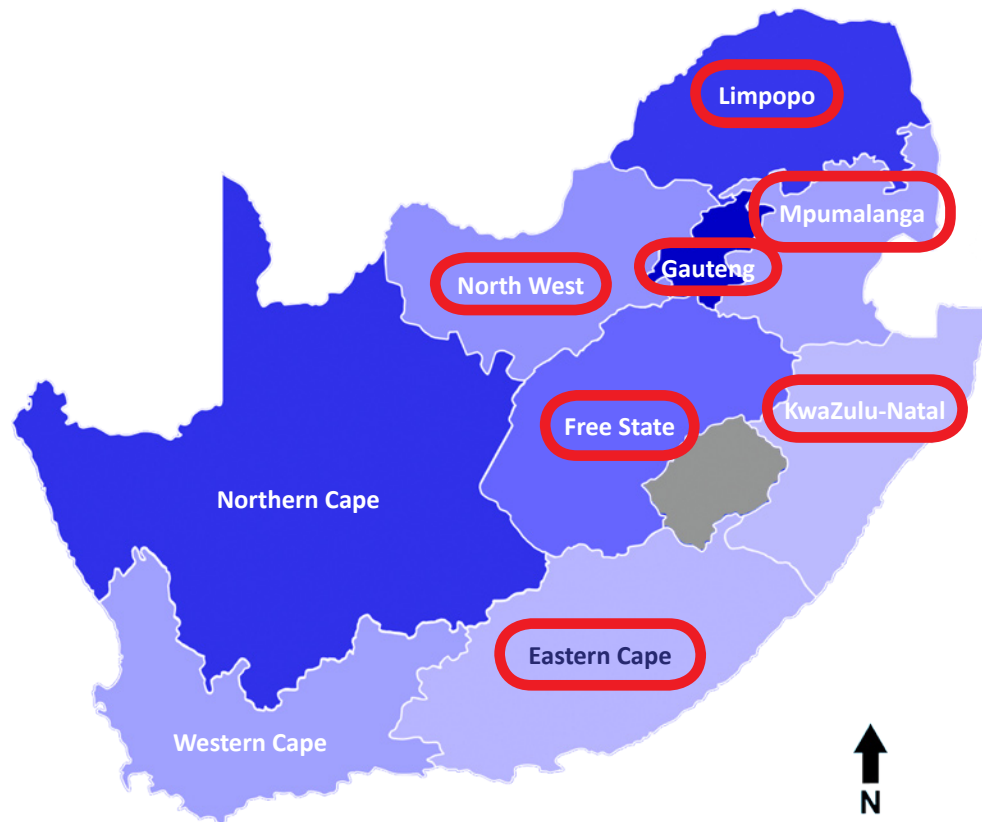 Limpopo
Mpumalanga
Gauteng
North West
KwaZulu-Natal
Free State
Northern Cape
Eastern Cape
Western Cape
N